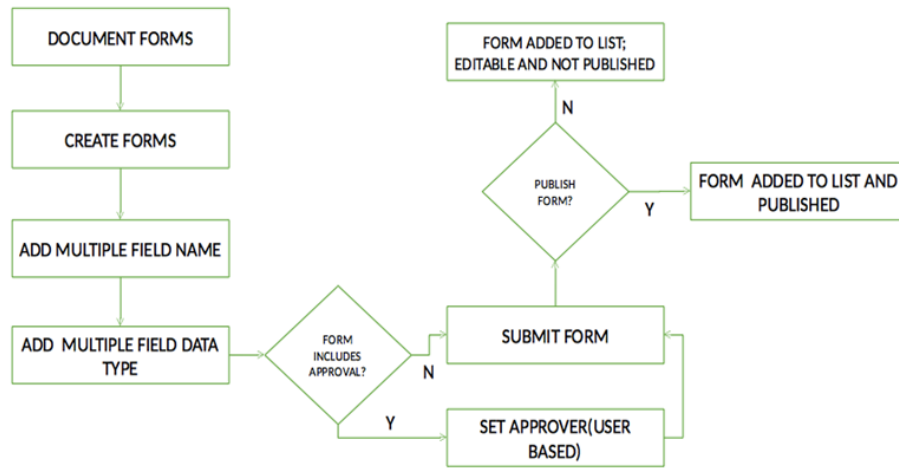 DOCUMENT FORMS
CREATE FORMS
ADD MULTIPLE FIELD NAME
ADD MULTIPLE FIELD DATA
TYPE
FORM
INCLUDES
APPROVAL?
N
Y
SET APPROVER(USER
BASED)
SUBMIT FORM
PUBLISH
FORM?
N
FORM ADDED TO LIST;
EDITABLE AND NOT PUBLISHED
Y
FORM ADDED TO LIST AND
PUBLISHED